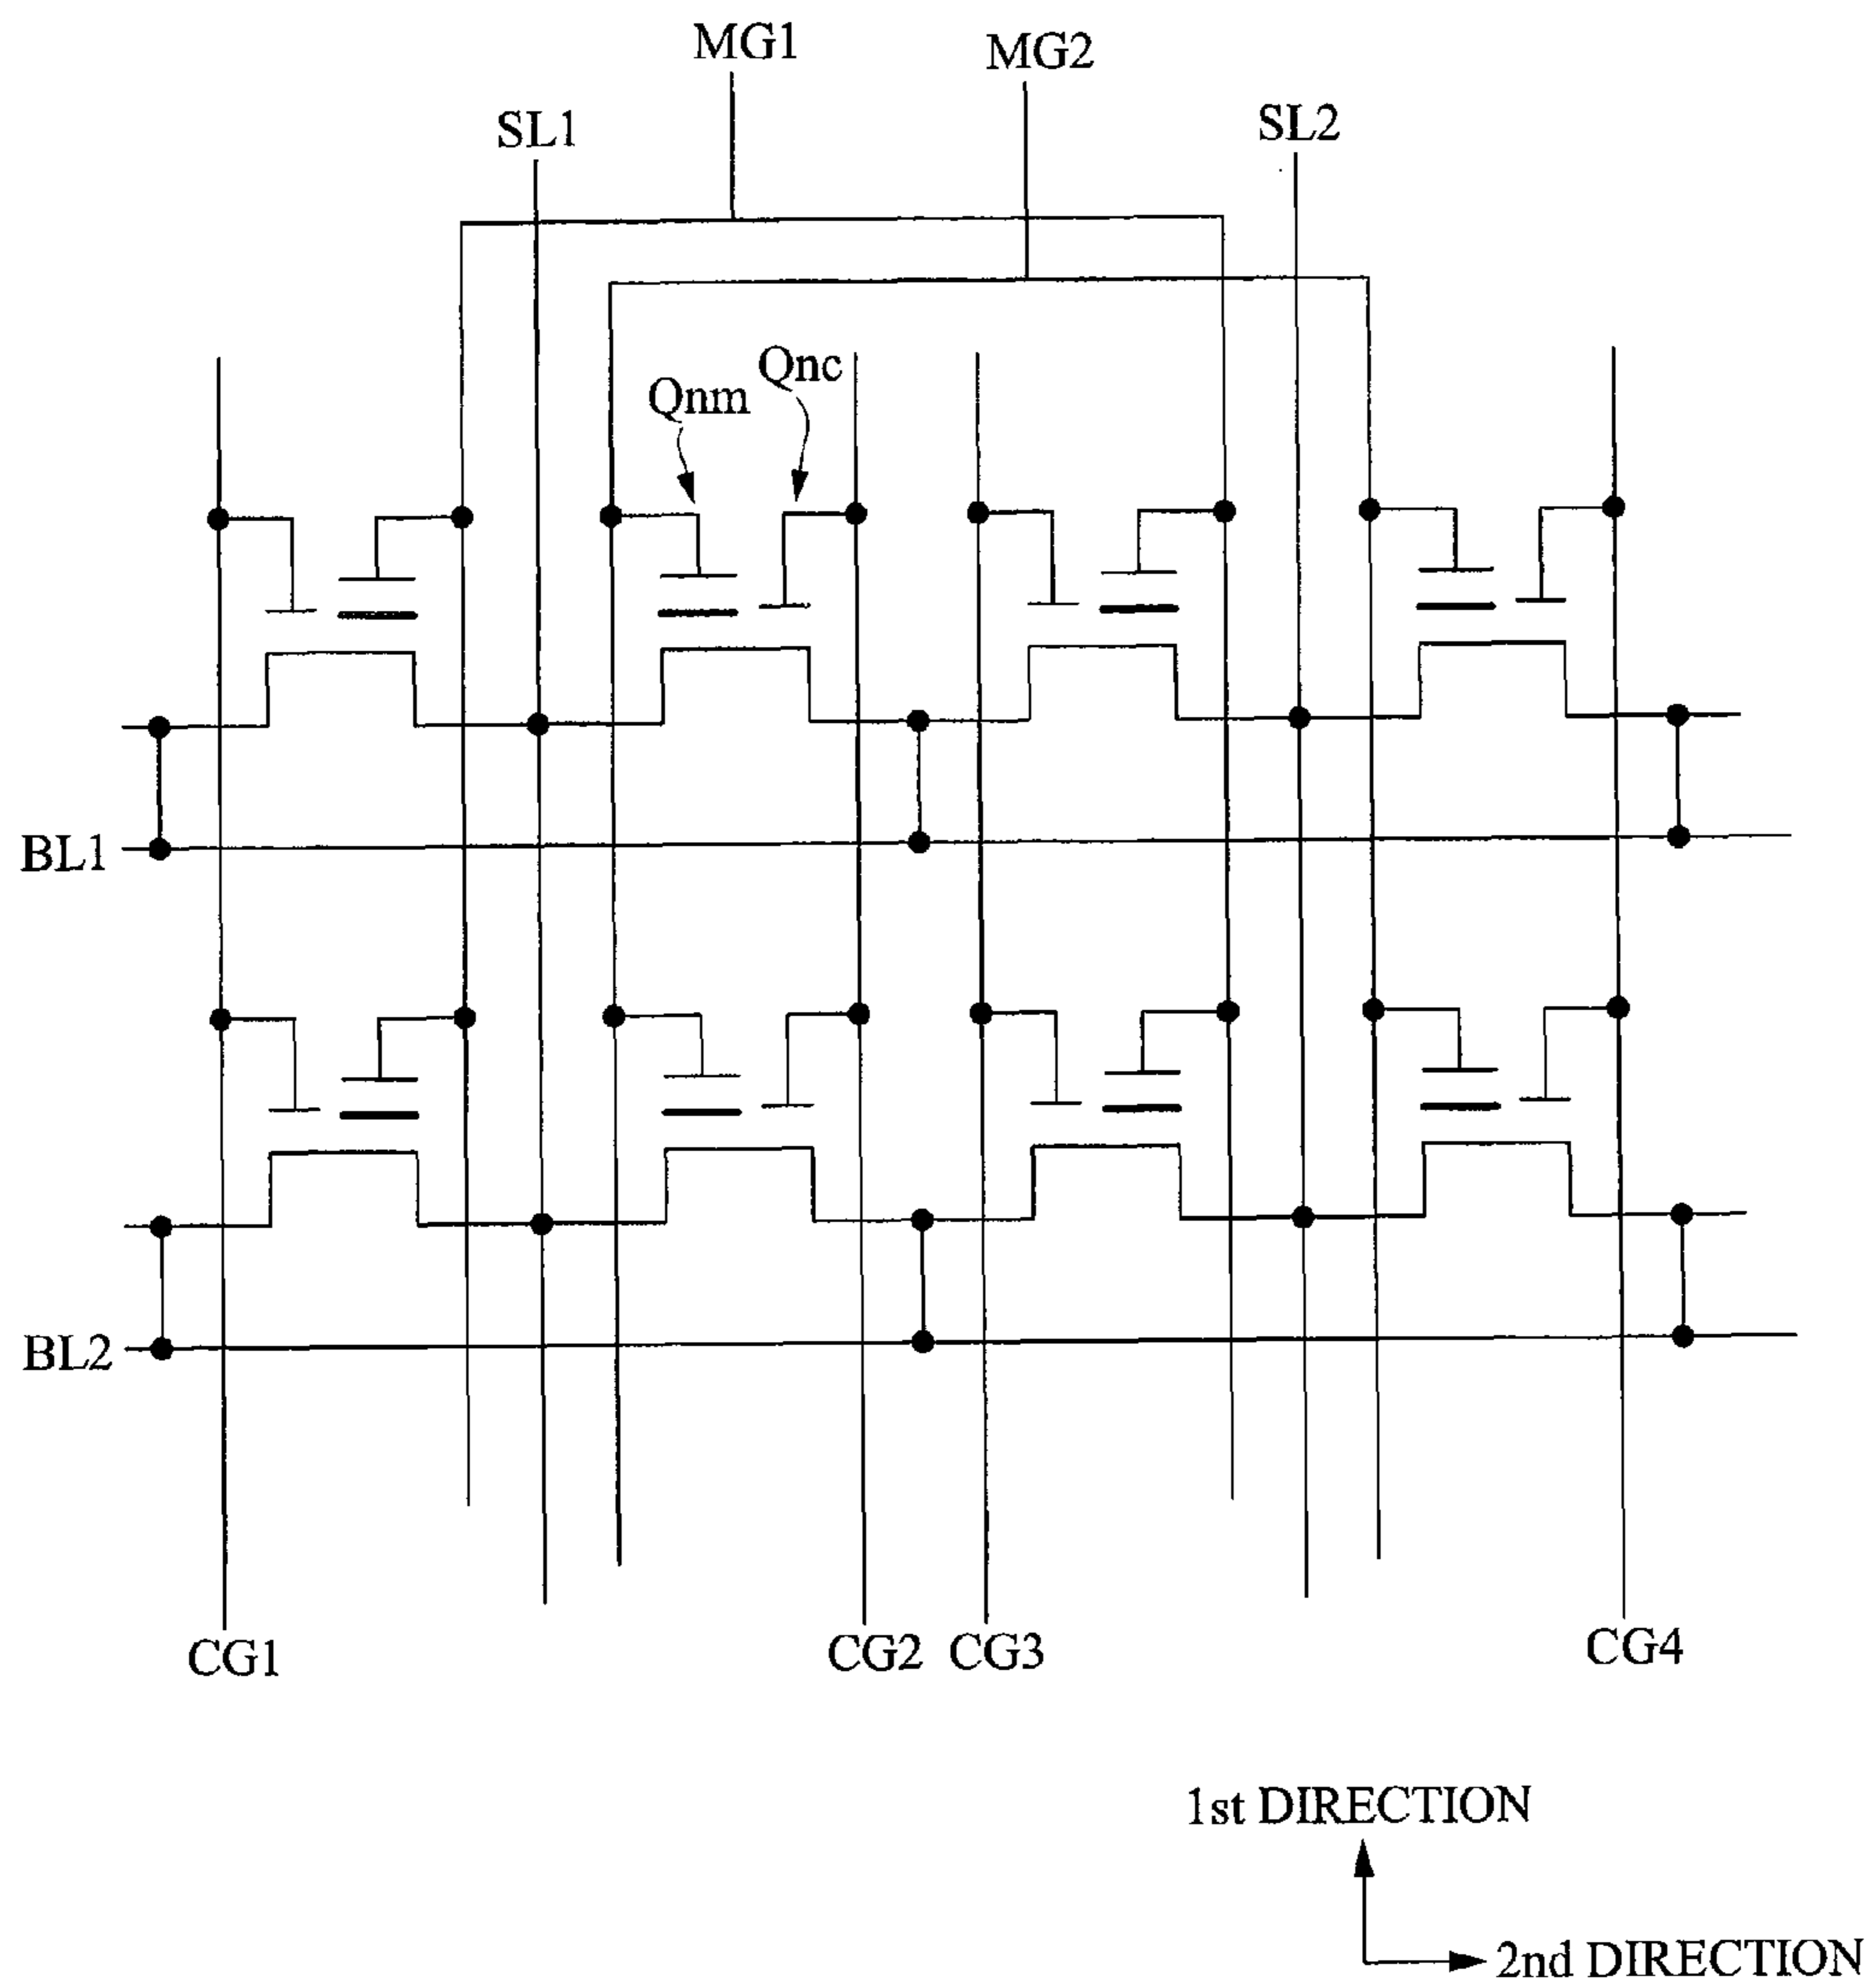 MG1
MG2
SL1
SL2
Qnc
Qnm
BL1
BL2
CG1
CG2
CG3
CG4
1st DIRECTION
2nd DIRECTION